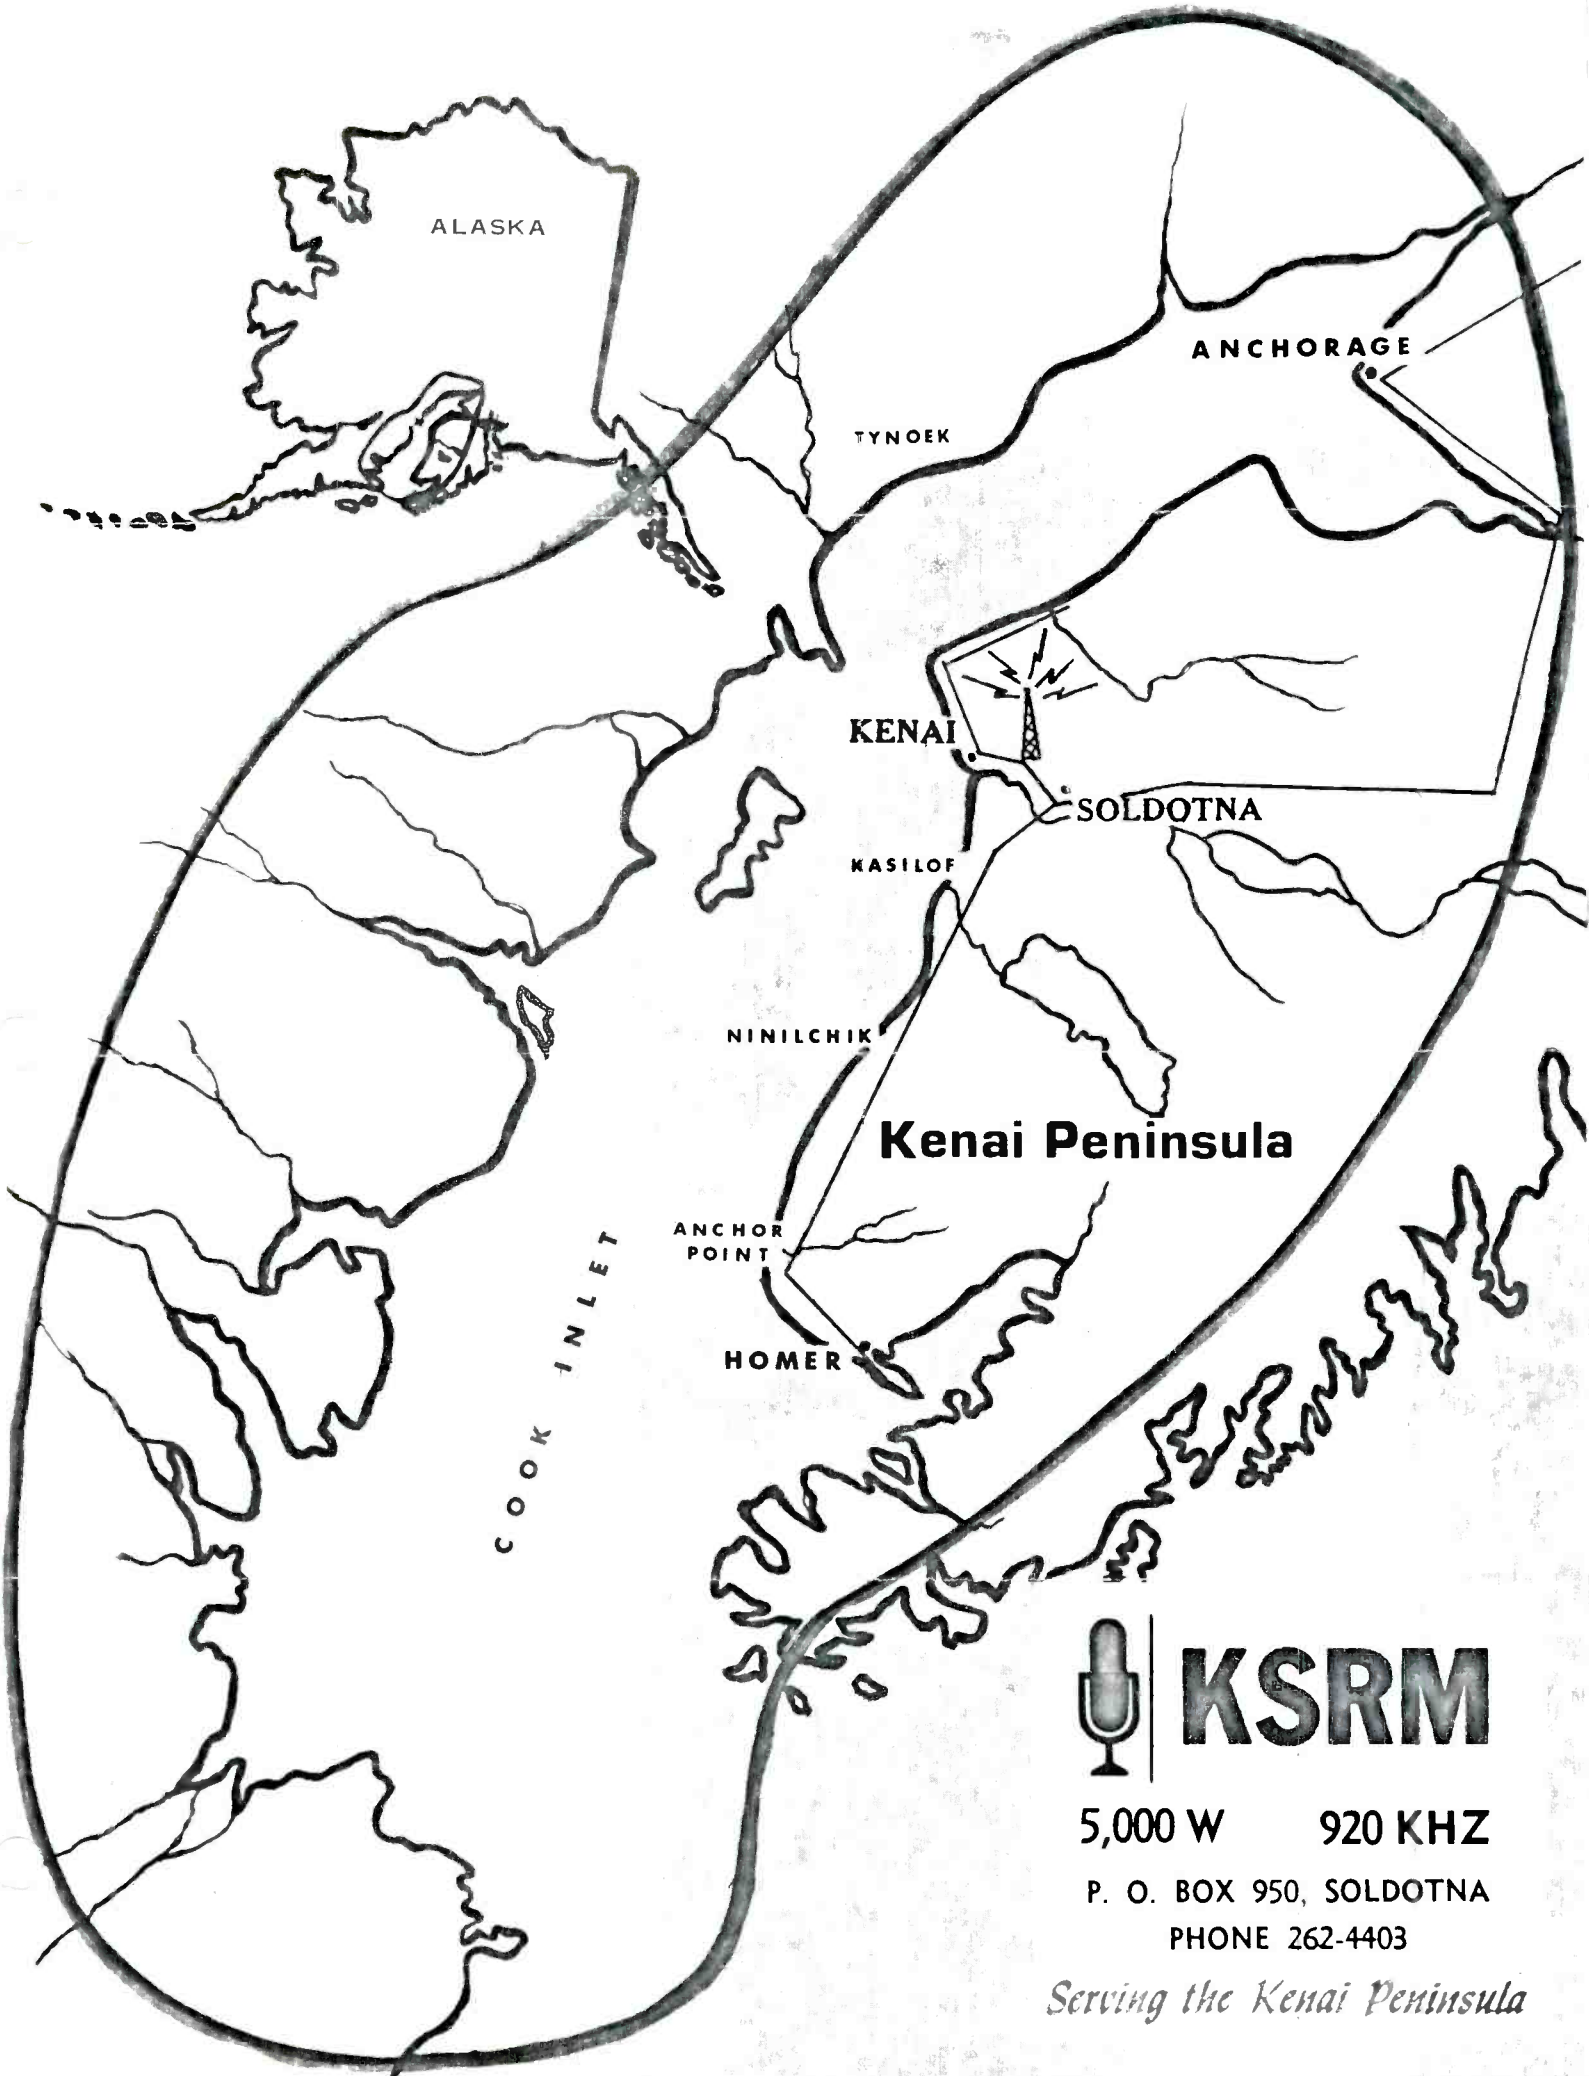 ALASKA
ANCHORAGE
TYNOEK
KENAI
SOLDOTNA
KASILOF
NINILCHIK
Kenai Peninsula
ANCHOR
POINT
COOK INLET
HOMER
KSRM
5,000 W 920 KHZ
P. O. BOX 950, SOLDOTNA
PHONE 262-4403
Serving the Kenai Peninsula